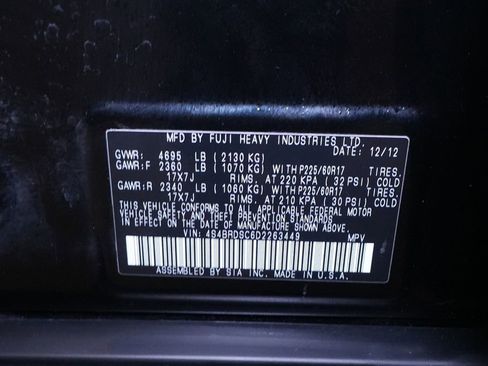 MFD BY FUJI HEAVY INDUSTRIES LTD.
GVWR: 4695 LB ( 2130 KG) DATE: 12/12
GAWR:F 2360 LB ( 1070 KG) WITH P225/60R17 TIRES.
17X7J RIMS. AT 220 KPA ( 32 PSI) COLD
GAWR:R 2340 LB ( 1060 KG) WITH P225/60R17 TIRES.
17X7J RIMS. AT 210 KPA ( 30 PSI) COLD
THIS VEHICLE CONFORMS TO ALL APPLICABLE FEDERAL MOTOR
VEHICLE SAFETY AND THEFT PREVENTION STANDARDS
IN EFFECT ON THE DATE OF MANUFACTURE SHOWN ABOVE.
VIN: 4S4BRDSC6D2263449 MPV
ASSEMBLED BY SIA INC. MADE IN U.S.A.